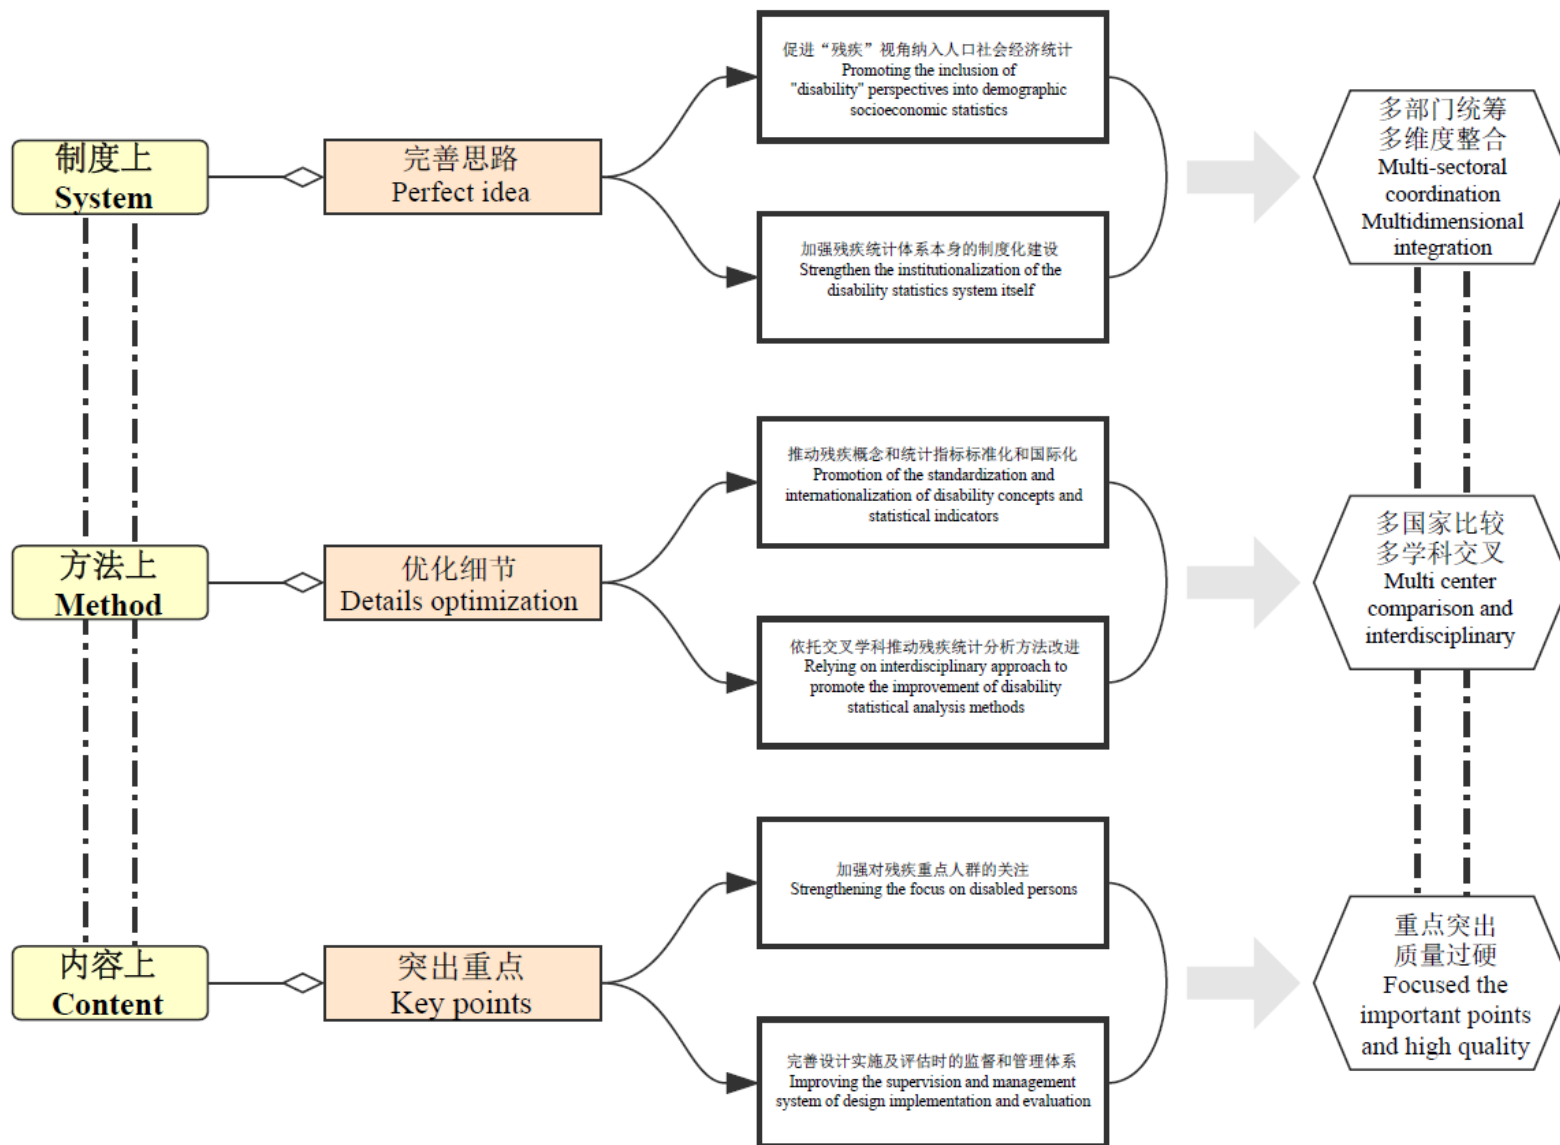 制度上
System
完善思路
Perfect idea
促进“残疾”视角纳入人口社会经济统计
Promoting the inclusion of
"disability" perspectives into demographic
socioeconomic statistics
加强残疾统计体系本身的制度化建设
Strengthen the institutionalization of the
disability statistics system itself
多部门统筹
多维度整合
Multi-sectoral
coordination
Multidimensional
integration
方法上
Method
优化细节
Details optimization
推动残疾概念和统计指标标准化和国际化
Promotion of the standardization and
internationalization of disability concepts and
statistical indicators
依托交叉学科推动残疾统计分析方法改进
Relying on interdisciplinary approach to
promote the improvement of disability
statistical analysis methods
多国家比较
多学科交叉
Multi center
comparison and
interdisciplinary
内容上
Content
突出重点
Key points
加强对残疾重点人群的关注
Strengthening the focus on disabled persons
完善设计实施及评估时的监督和管理体系
Improving the supervision and management
system of design implementation and evaluation
重点突出
质量过硬
Focused the
important points
and high quality